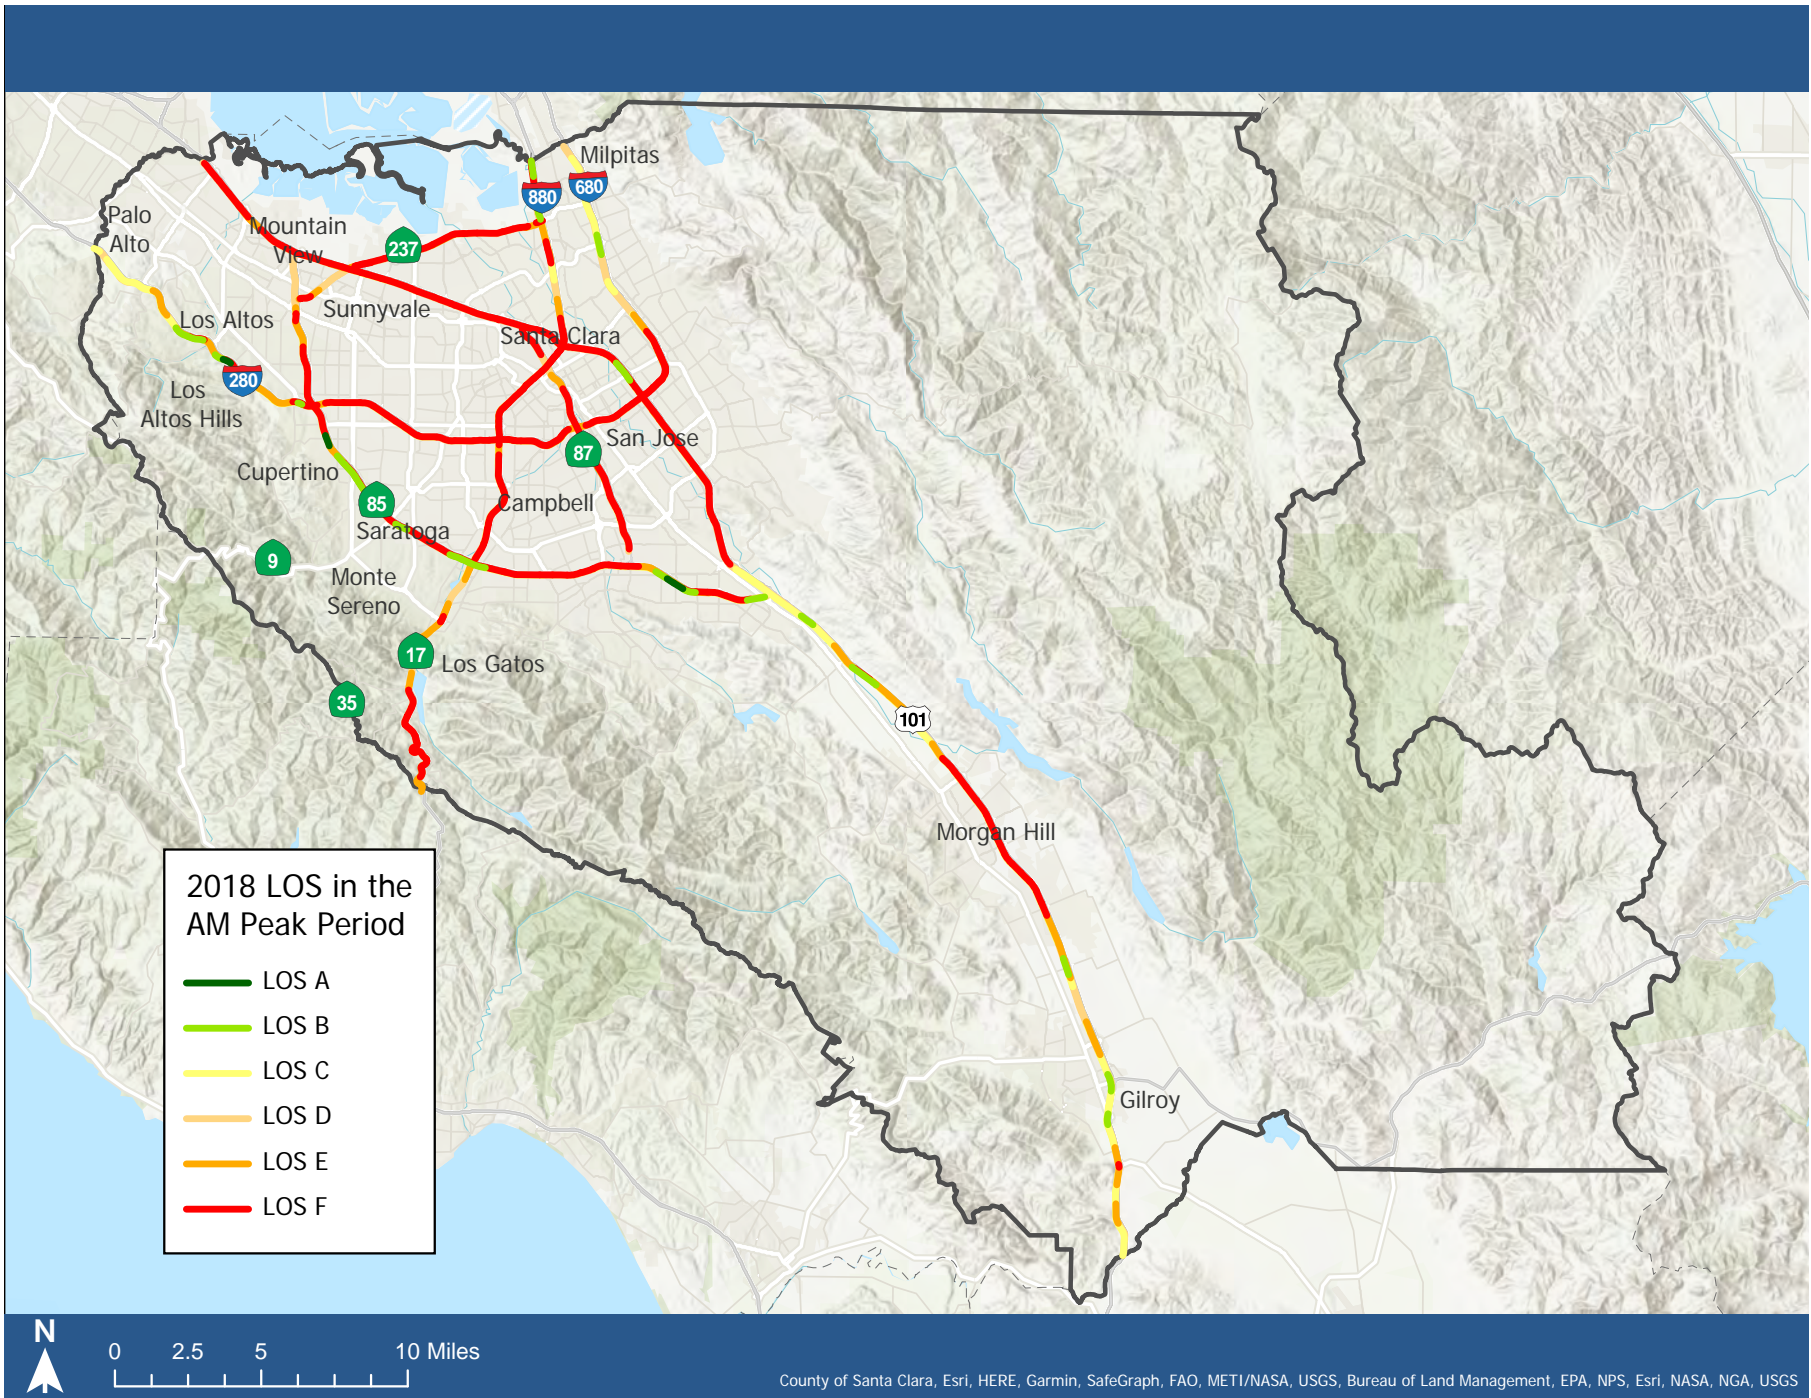 Milpitas
880
680
Palo
Alto
Mountain
View
237
Sunnyvale
Los Altos
Santa Clara
280
Los
Altos Hills
San Jose
87
Cupertino
85
Campbell
Saratoga
9
Monte
Sereno
17
Los Gatos
35
101
Morgan Hill
Gilroy
2018 LOS in the
AM Peak Period
LOS A
LOS B
LOS C
LOS D
LOS E
LOS F
N
0 2.5 5 10 Miles
County of Santa Clara, Esri, HERE, Garmin, SafeGraph, FAO, METI/NASA, USGS, Bureau of Land Management, EPA, NPS, Esri, NASA, NGA, USGS